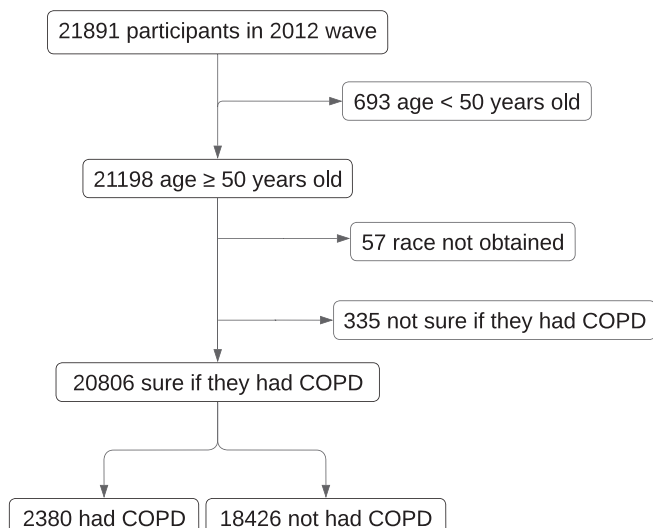 21891 participants in 2012 wave
693 age < 50 years old
21198 age ≥ 50 years old
57 race not obtained
335 not sure if they had COPD
20806 sure if they had COPD
2380 had COPD
18426 not had COPD